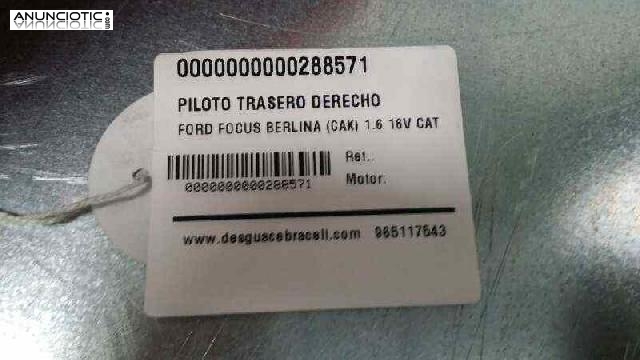 ANUNCIOTIC.es
0000000000288571
PILOTO TRASERO DERECHO
FORD FOCUS BERLINA (CAK) 1.6 16V CAT
Ref.:
0000000000288571
Motor:
www.desguacebraceli.com 965117643